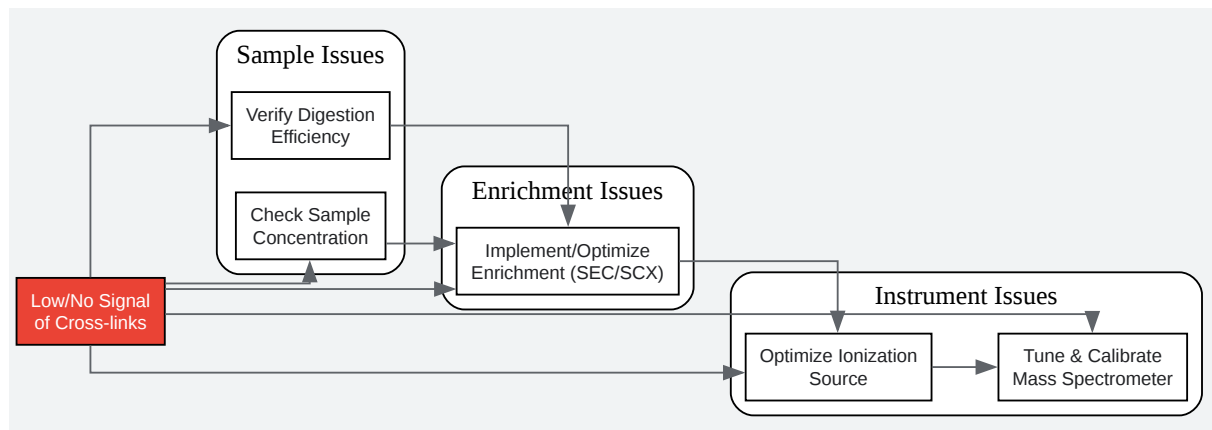 Sample Issues
Verify Digestion
Efficiency
Check Sample
Concentration
Enrichment Issues
Implement/Optimize
Enrichment (SEC/SCX)
Low/No Signal
of Cross-links
Instrument Issues
Optimize Ionization
Source
Tune & Calibrate
Mass Spectrometer